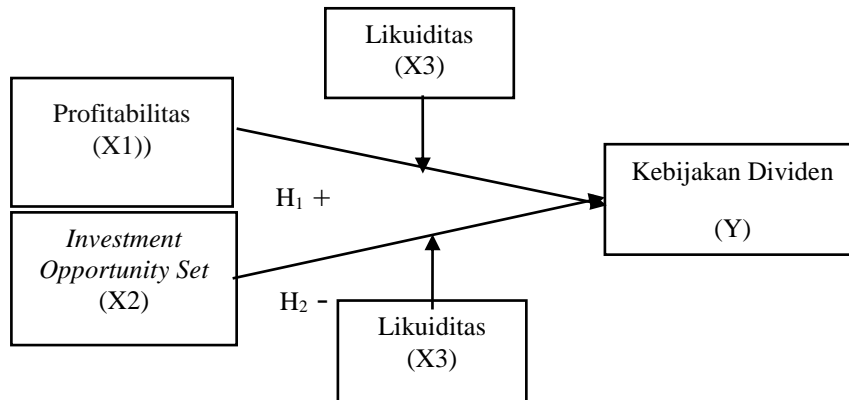 Likuiditas
(X3)
Profitabilitas
(X1))
Kebijakan Dividen
(Y)
H₁ +
Investment
Opportunity Set
(X2)
H₂ -
Likuiditas
(X3)